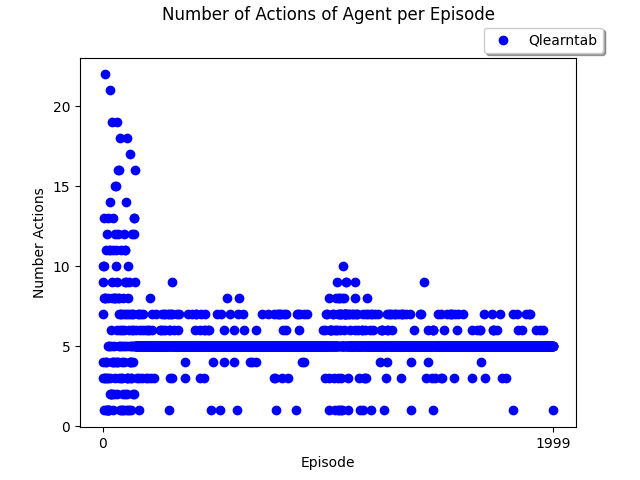 Number of Actions of Agent per Episode
Qlearntab
20
15
10
5
0
Number Actions
0
1999
Episode